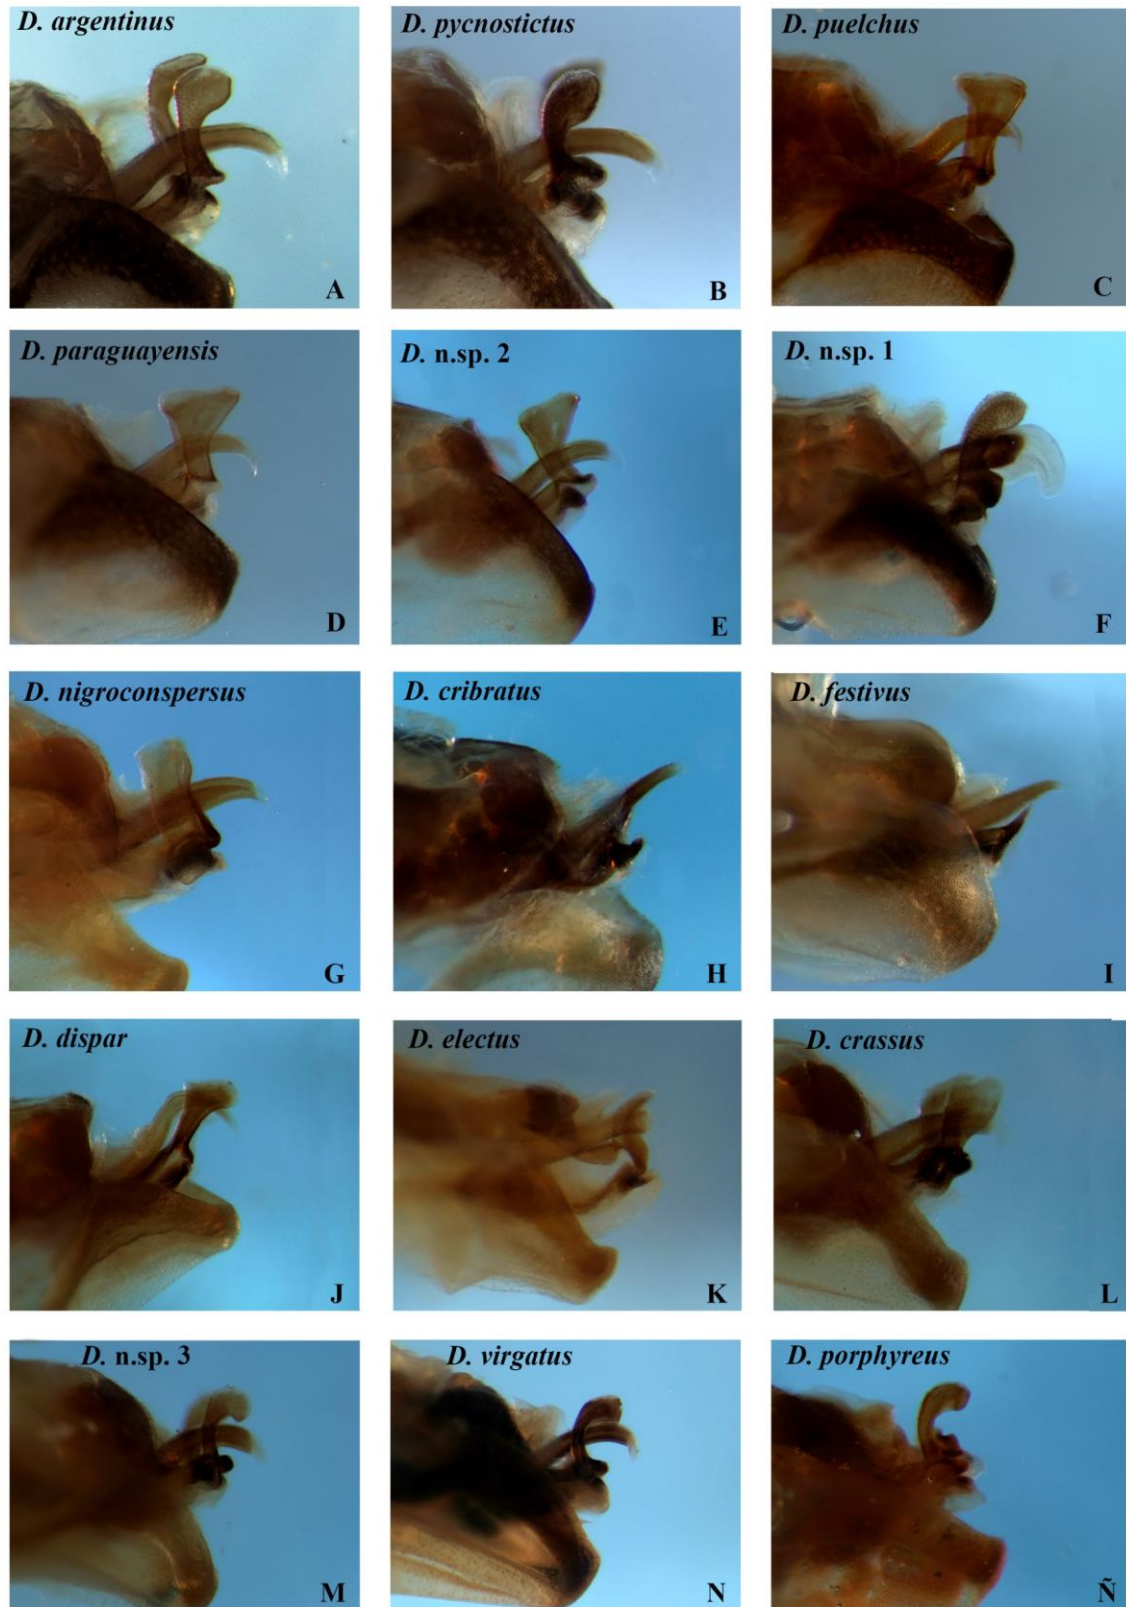 D. argentinus
A
D. pycnostictus
B
D. puelchus
C
D. paraguayensis
D
D. n.sp. 2
E
D. n.sp. 1
F
D. nigroconspersus
G
D. cribratus
H
D. festivus
I
D. dispar
J
D. electus
K
D. crassus
L
D. n.sp. 3
M
D. virgatus
N
D. porphyreus
Ñ